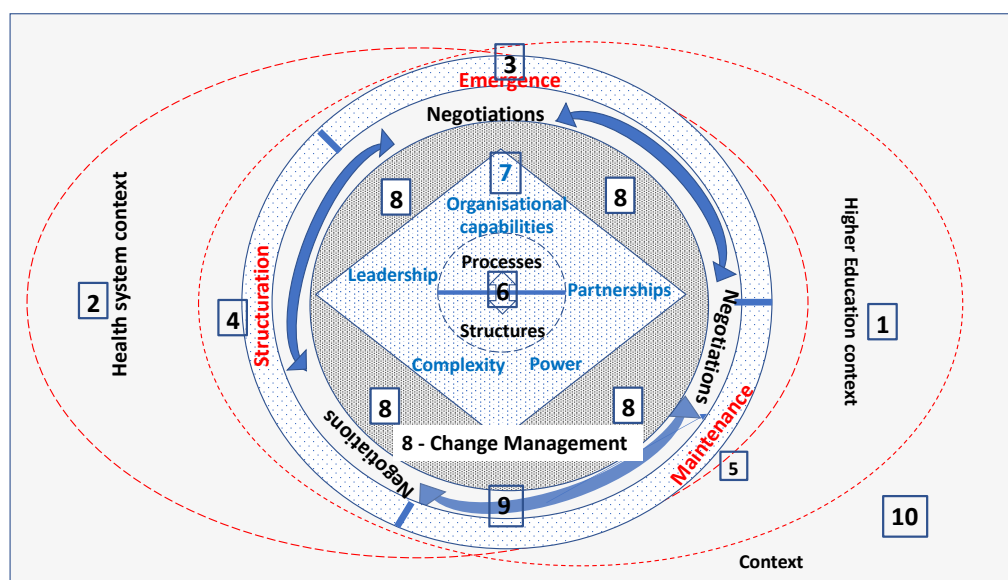 3
Emergence
Negotiations
7
8
8
Organisational
capabilities
Health system context
Higher Education context
Processes
Leadership
6
Partnerships
2
4
Structuration
Negotiations
1
Structures
Complexity
Power
8
8
Negotiations
8 - Change Management
Maintenance
5
9
10
Context